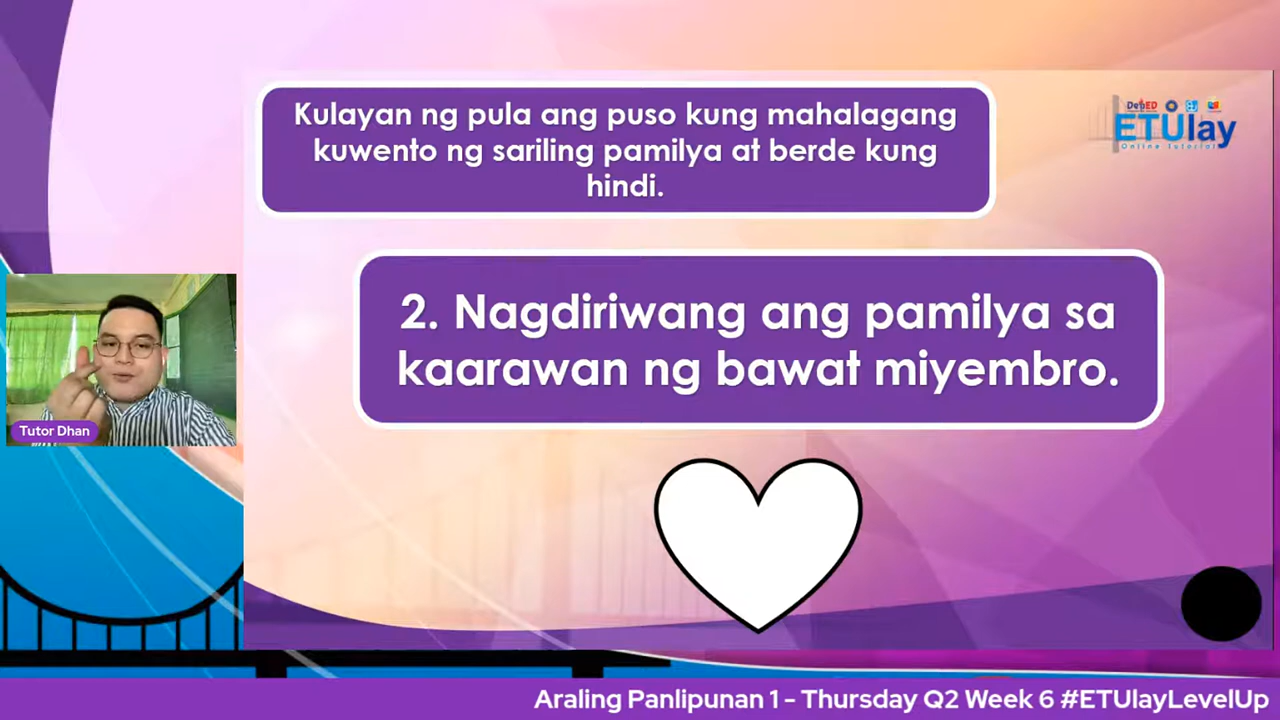 Kulayan ng pula ang puso kung mahalagang
kuwento ng sariling pamilya at berde kung
hindi.
DepED
ETUlay
Online Tutorial
2. Nagdiriwang ang pamilya sa
kaarawan ng bawat miyembro.
Tutor Dhan
Araling Panlipunan 1 - Thursday Q2 Week 6 #ETUlayLevelUp